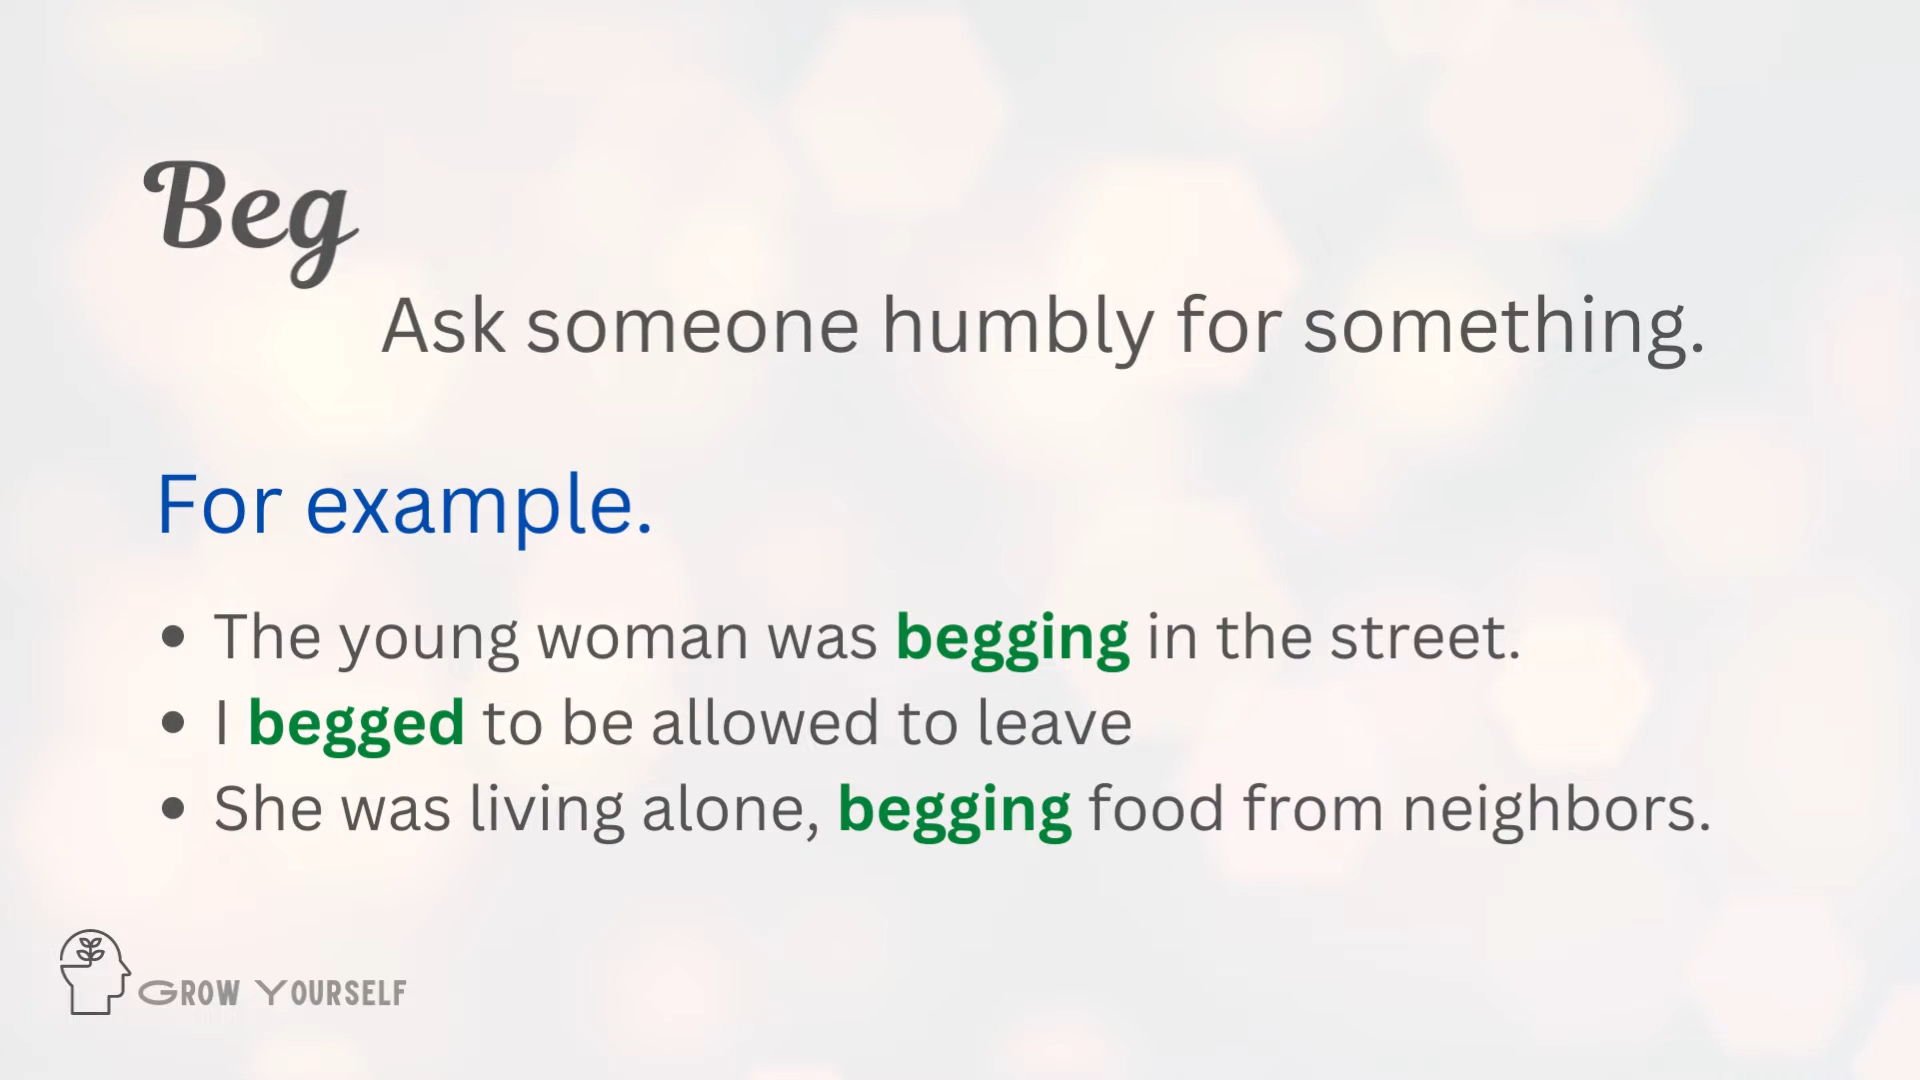 Beg
Ask someone humbly for something.
For example.
• The young woman was begging in the street.
• I begged to be allowed to leave
• She was living alone, begging food from neighbors.
GROW YOURSELF